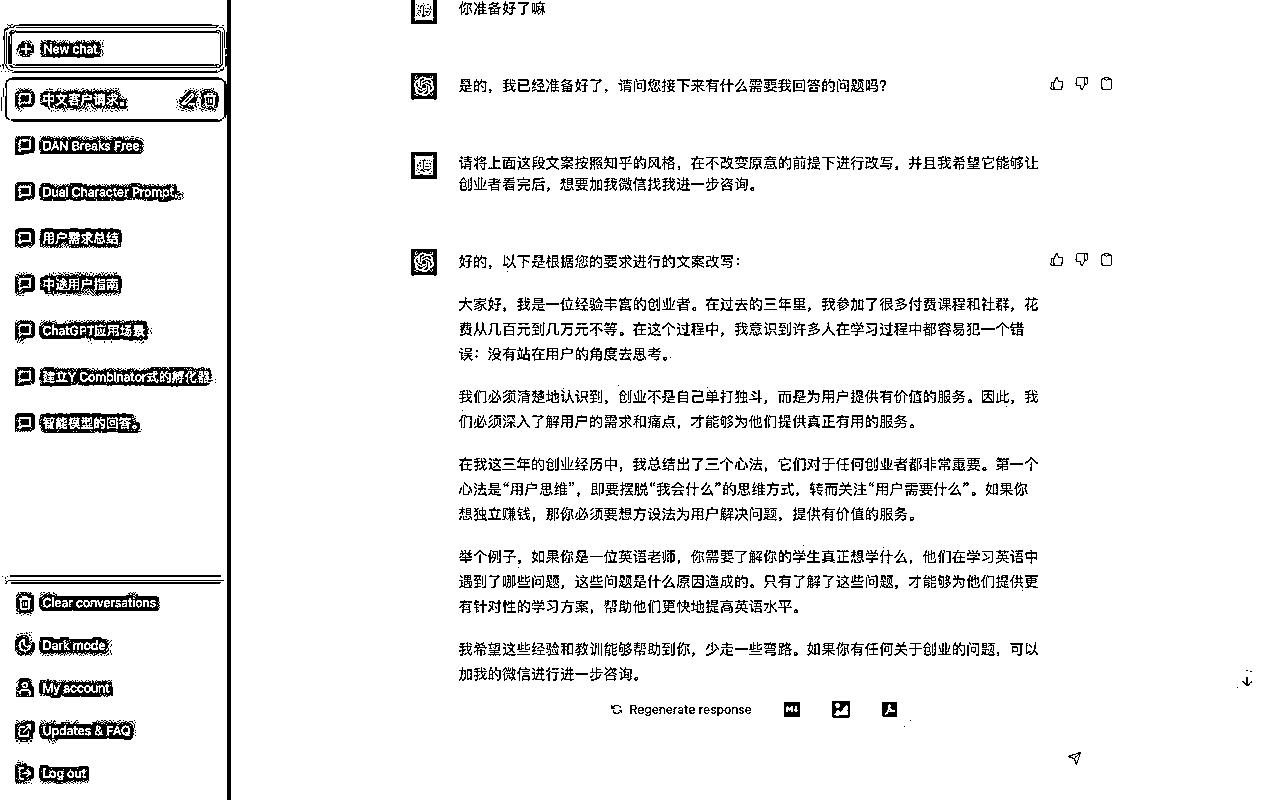 New chat
中文客户请求。
DAN Breaks Free
Dual Character Prompt.
用户需求总结
中途用户指南
ChatGPT应用场景
建立Y Combinator式的孵化器
智能模型的回答。
Clear conversations
Dark mode
My account
Updates & FAQ
Log out
你准备好了嘛
是的，我已经准备好了，请问您接下来有什么需要我回答的问题吗？
请将上面这段文案按照知乎的风格，在不改变原意的前提下进行改写，并且我希望它能够让
创业者看完后，想要加我微信找我进一步咨询。
好的，以下是根据您的要求进行的文案改写：
大家好，我是一位经验丰富的创业者。在过去的三年里，我参加了很多付费课程和社群，花
费从几百元到几万元不等。在这个过程中，我意识到许多人在学习过程中都容易犯一个错
误：没有站在用户的角度去思考。
我们必须清楚地认识到，创业不是自己单打独斗，而是为用户提供有价值的服务。因此，我
们必须深入了解用户的需求和痛点，才能够为他们提供真正有用的服务。
在我这三年的创业经历中，我总结出了三个心法，它们对于任何创业者都非常重要。第一个
心法是“用户思维”，即要摆脱“我会什么”的思维方式，转而关注“用户需要什么”。如果你
想独立赚钱，那你必须要想方设法为用户解决问题，提供有价值的服务。
举个例子，如果你是一位英语老师，你需要了解你的学生真正想学什么，他们在学习英语中
遇到了哪些问题，这些问题是什么原因造成的。只有了解了这些问题，才能够为他们提供更
有针对性的学习方案，帮助他们更快地提高英语水平。
我希望这些经验和教训能够帮助到你，少走一些弯路。如果你有任何关于创业的问题，可以
加我的微信进行进一步咨询。
Regenerate response